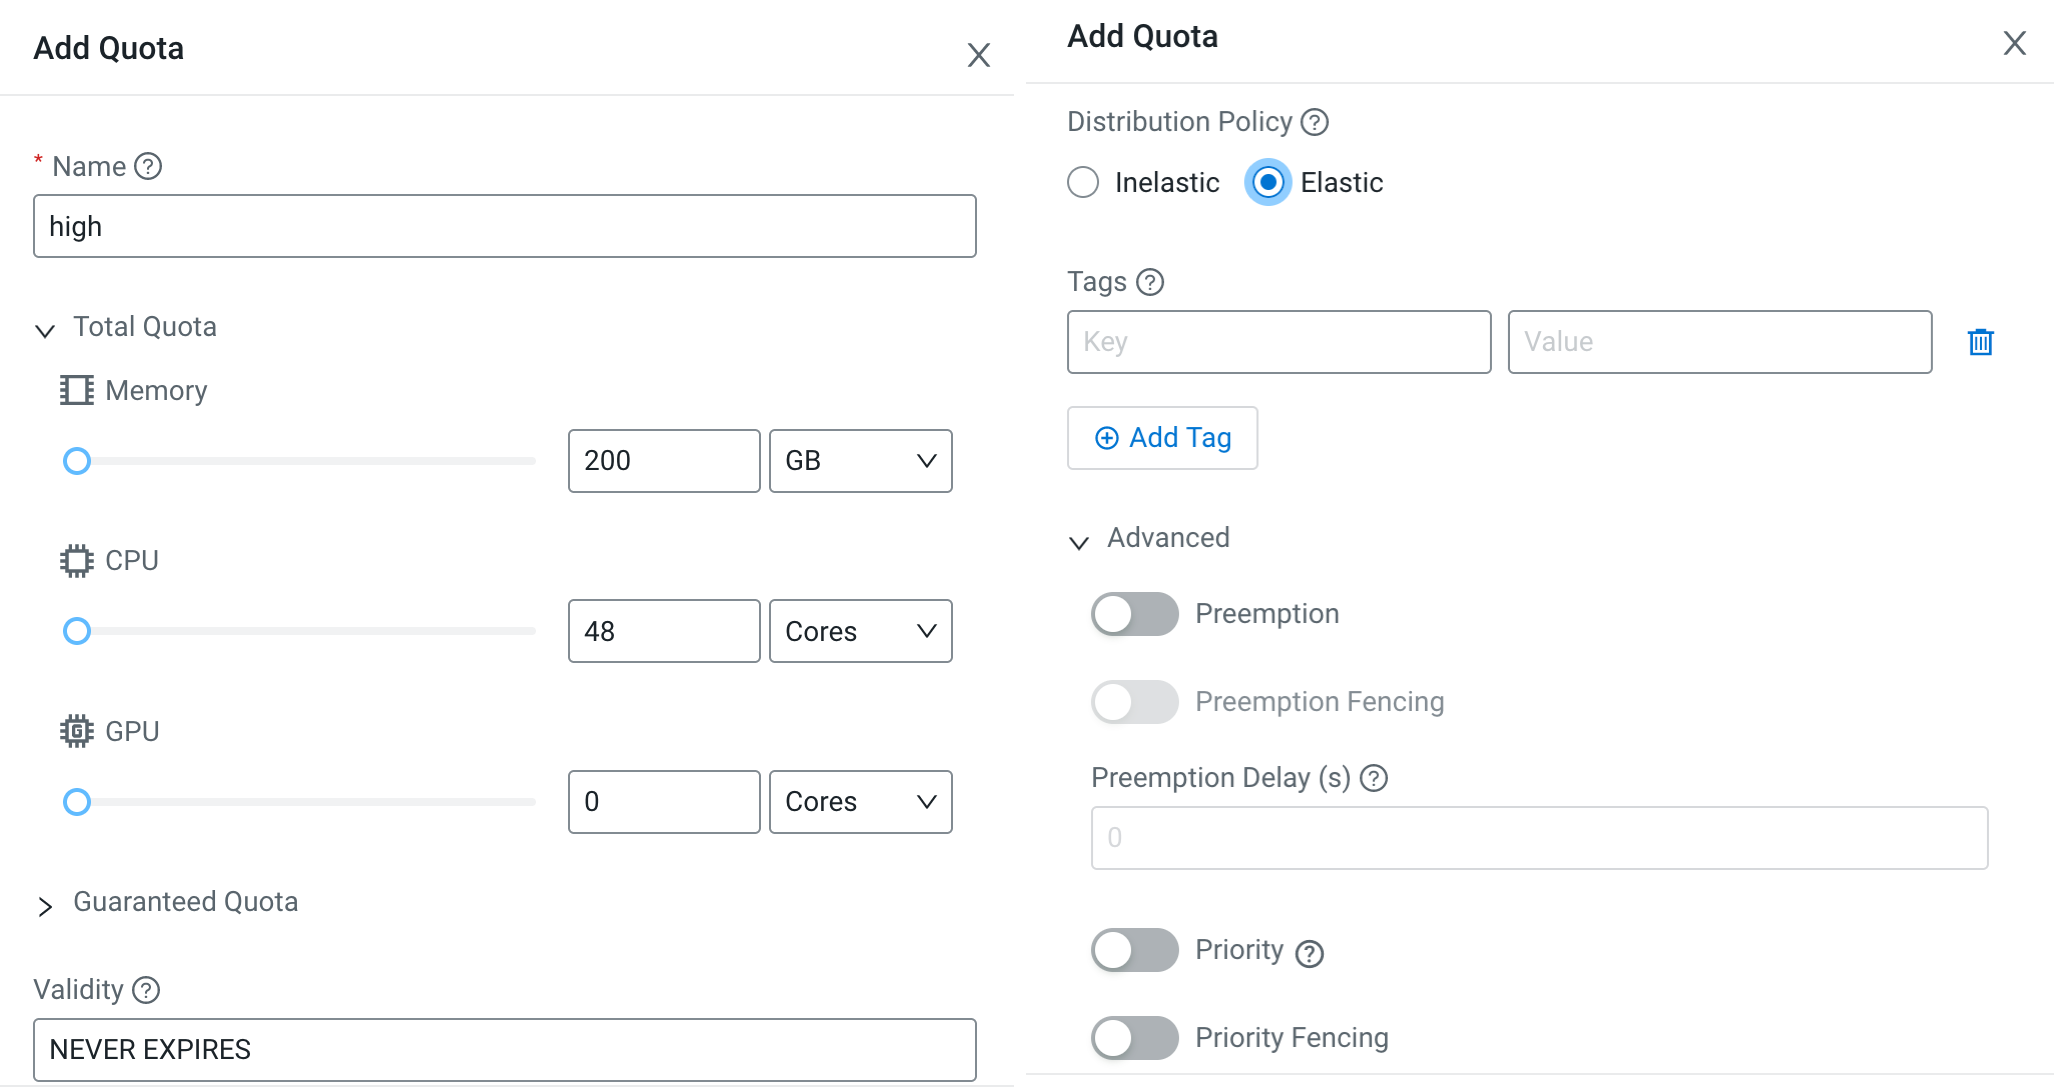 Add Quota
* Name
high
Total Quota
Memory
200 GB
CPU
48 Cores
G GPU
0 Cores
Guaranteed Quota
Validity
NEVER EXPIRES
Add Quota
Distribution Policy
Inelastic Elastic
Tags
Key Value
Add Tag
Advanced
Preemption
Preemption Fencing
Preemption Delay (s)
0
Priority
Priority Fencing